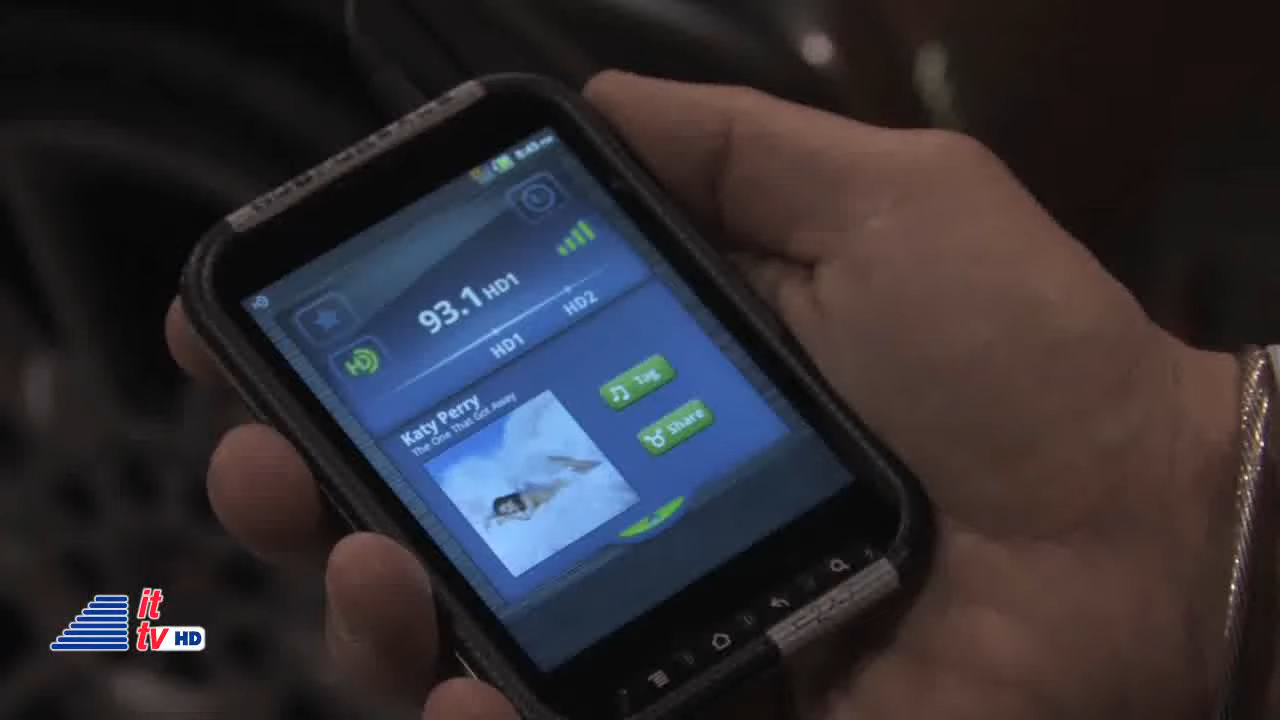 93.1 HD1
HD1
HD2
Katy Perry
The One That Got Away
Tag
Share
it
tv HD